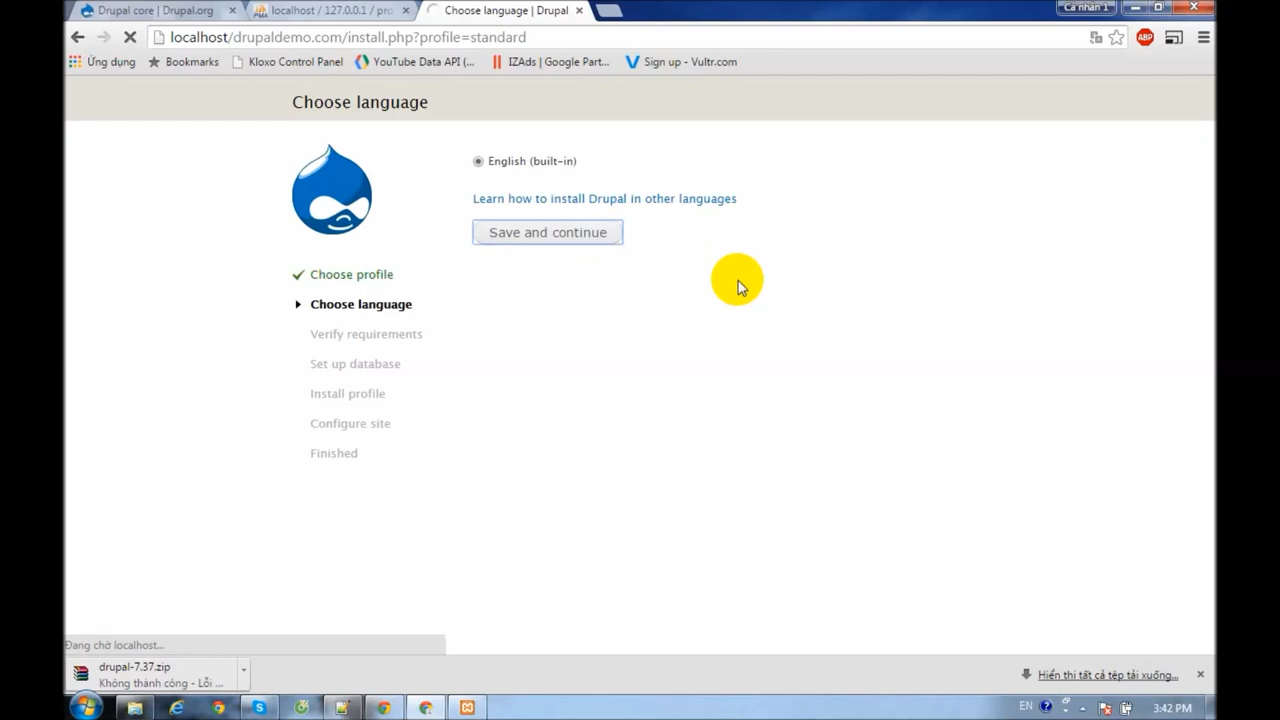 Drupal core | Drupal.org
localhost / 127.0.0.1 / pro
Choose language | Drupal
Cá nhân 1
localhost/drupaldemo.com/install.php?profile=standard
ABP
Ứng dụng
Bookmarks
Kloxo Control Panel
YouTube Data API (...
IZAds | Google Part...
Sign up - Vultr.com
Choose language
English (built-in)
Learn how to install Drupal in other languages
Save and continue
Choose profile
Choose language
Verify requirements
Set up database
Install profile
Configure site
Finished
Đang chờ localhost...
drupal-7.37.zip
Không thành công - Lỗi ...
Hiển thị tất cả tệp tải xuống...
EN
3:42 PM